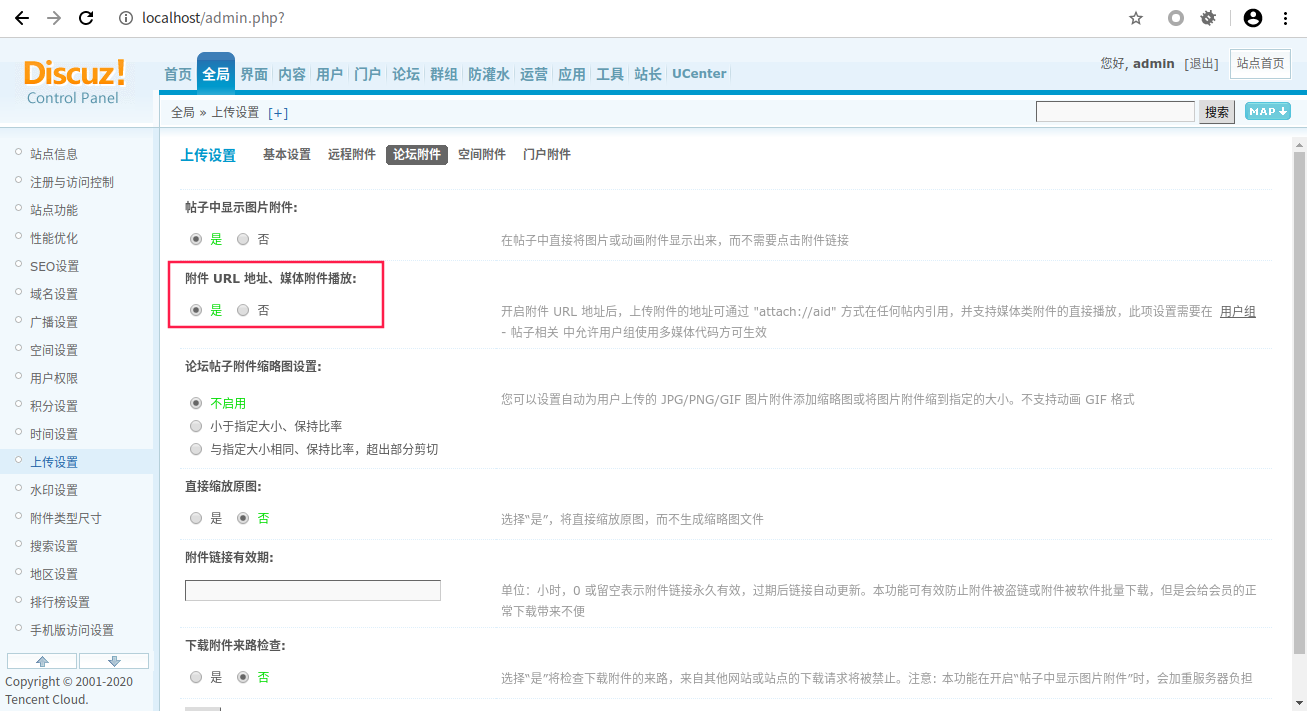 localhost/admin.php?
Discuz!
Control Panel
首页 全局 界面 内容 用户 门户 论坛 群组 防灌水 运营 应用 工具 站长 UCenter
您好, admin [退出] 站点首页
全局 » 上传设置 [+]
搜索 MAP
站点信息
注册与访问控制
站点功能
性能优化
SEO设置
域名设置
广播设置
空间设置
用户权限
积分设置
时间设置
上传设置
水印设置
附件类型尺寸
搜索设置
地区设置
排行榜设置
手机版访问设置
Copyright © 2001-2020
Tencent Cloud.
上传设置 基本设置 远程附件 论坛附件 空间附件 门户附件
帖子中显示图片附件:
是 否 在帖子中直接将图片或动画附件显示出来，而不需要点击附件链接
附件 URL 地址、媒体附件播放:
是 否 开启附件 URL 地址后，上传附件的地址可通过 "attach://aid" 方式在任何帖内引用，并支持媒体类附件的直接播放，此项设置需要在 用户组
- 帖子相关 中允许用户组使用多媒体代码方可生效
论坛帖子附件缩略图设置:
不启用 您可以设置自动为用户上传的 JPG/PNG/GIF 图片附件添加缩略图或将图片附件缩到指定的大小。不支持动画 GIF 格式
小于指定大小、保持比率
与指定大小相同、保持比率，超出部分剪切
直接缩放原图:
是 否 选择“是”，将直接缩放原图，而不生成缩略图文件
附件链接有效期:
单位：小时，0 或留空表示附件链接永久有效，过期后链接自动更新。本功能可有效防止附件被盗链或附件被软件批量下载，但是会给会员的正
常下载带来不便
下载附件来路检查:
是 否 选择“是”将检查下载附件的来路，来自其他网站或站点的下载请求将被禁止。注意: 本功能在开启“帖子中显示图片附件”时，会加重服务器负担